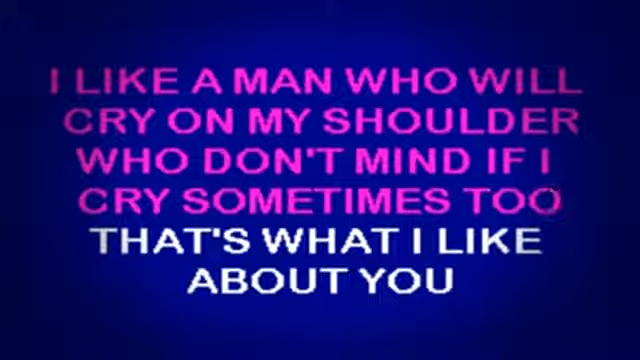 I LIKE A MAN WHO WILL
CRY ON MY SHOULDER
WHO DON'T MIND IF I
CRY SOMETIMES TOO
THAT'S WHAT I LIKE
ABOUT YOU